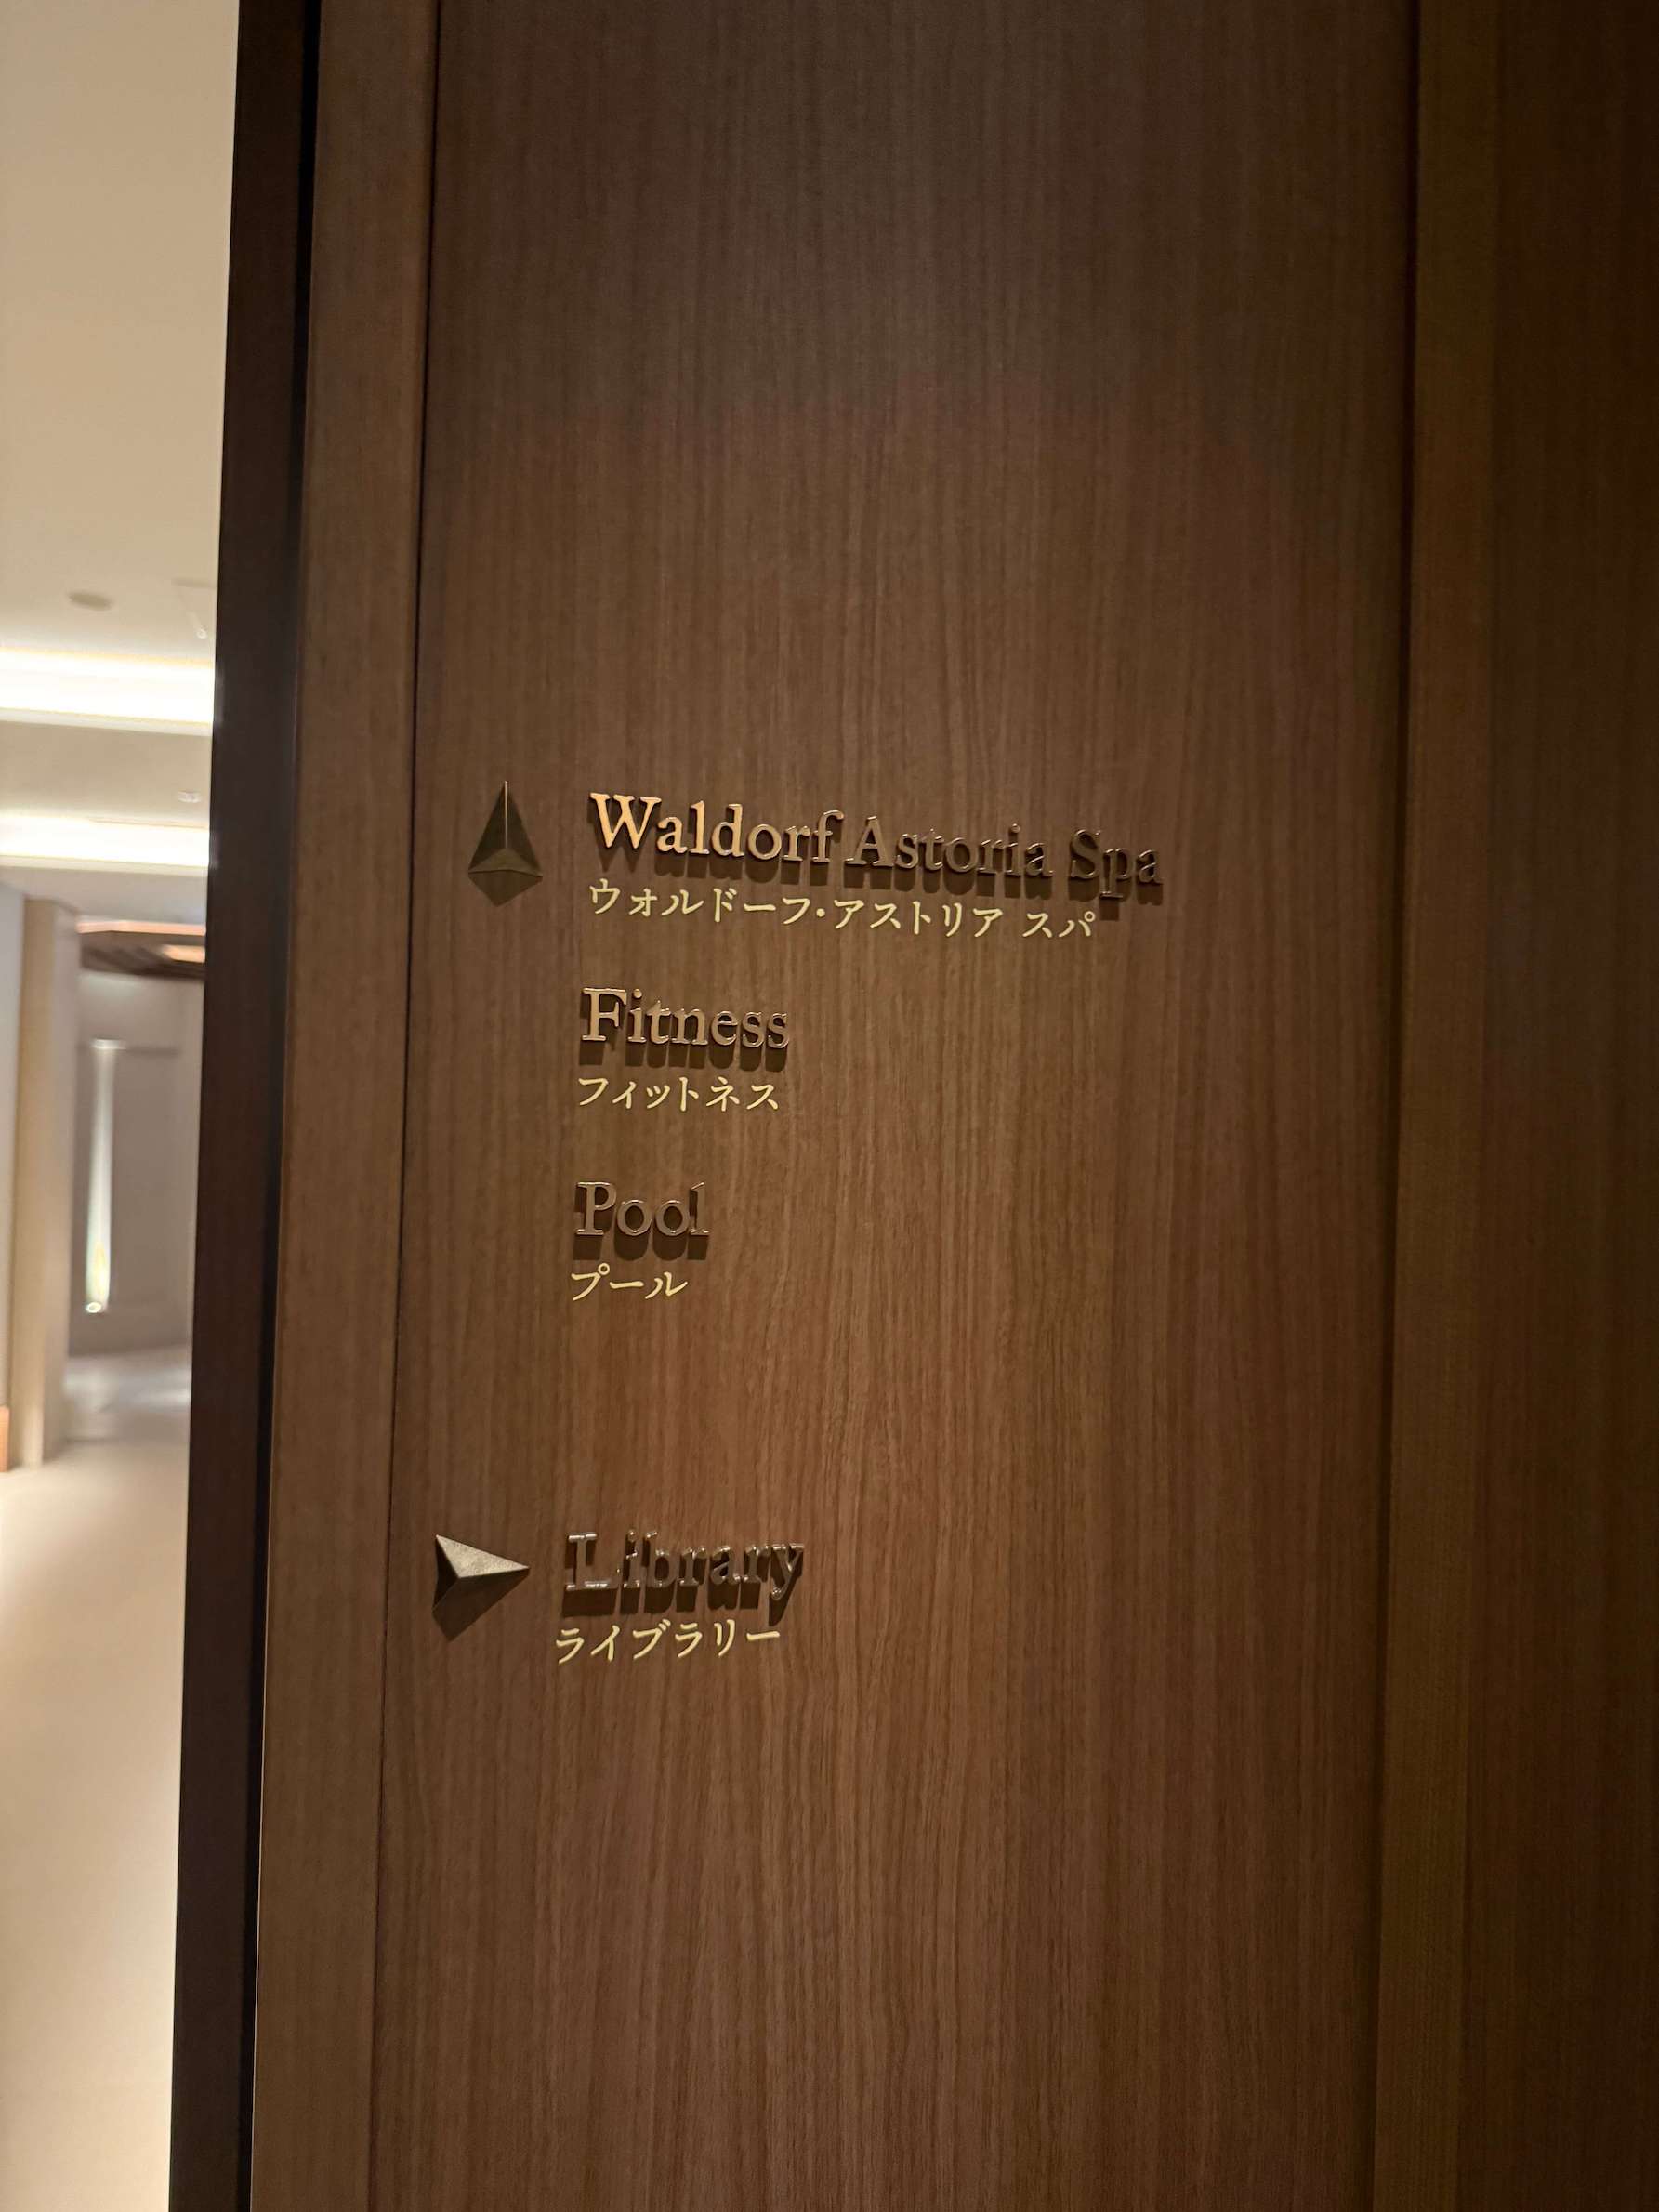 Waldorf Astoria Spa
ウォルドーフ・アストリア スパ
Fitness
フィットネス
Pool
プール
Library
ライブラリー